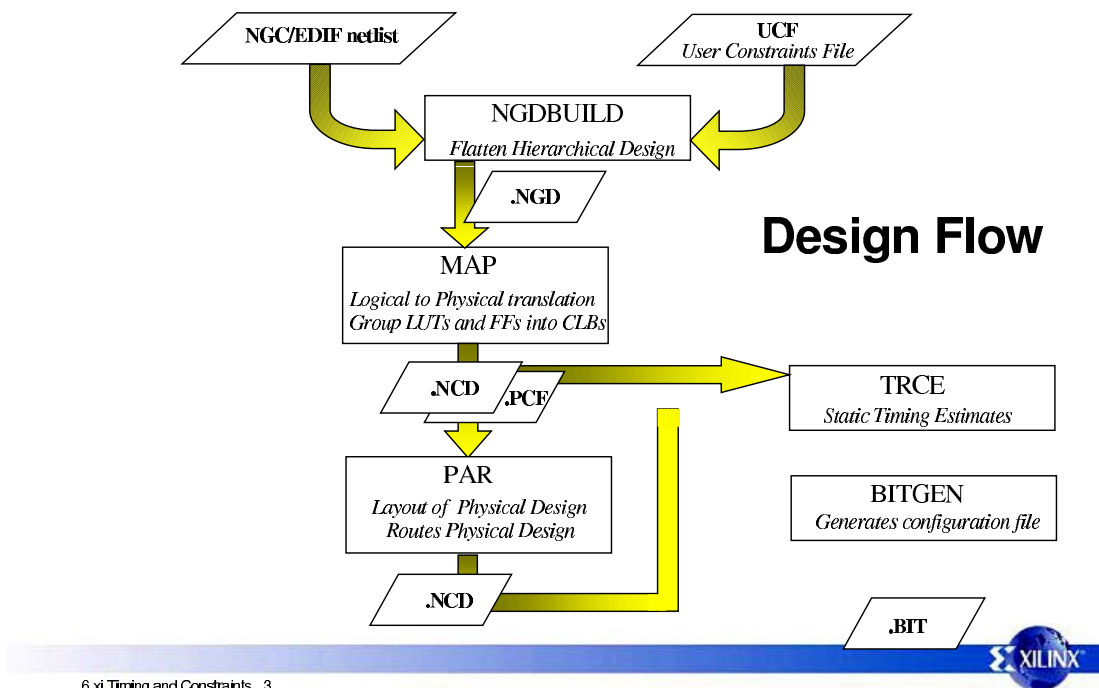 NGC/EDIF netlist
UCF
User Constraints File
NGDBUILD
Flatten Hierarchical Design
.NGD
Design Flow
MAP
Logical to Physical translation
Group LUTs and FFs into CLBs
.NCD
.PCF
TRCE
Static Timing Estimates
PAR
Layout of Physical Design
Routes Physical Design
BITGEN
Generates configuration file
.NCD
.BIT
XILINX
6.xi Timing and Constraints 3